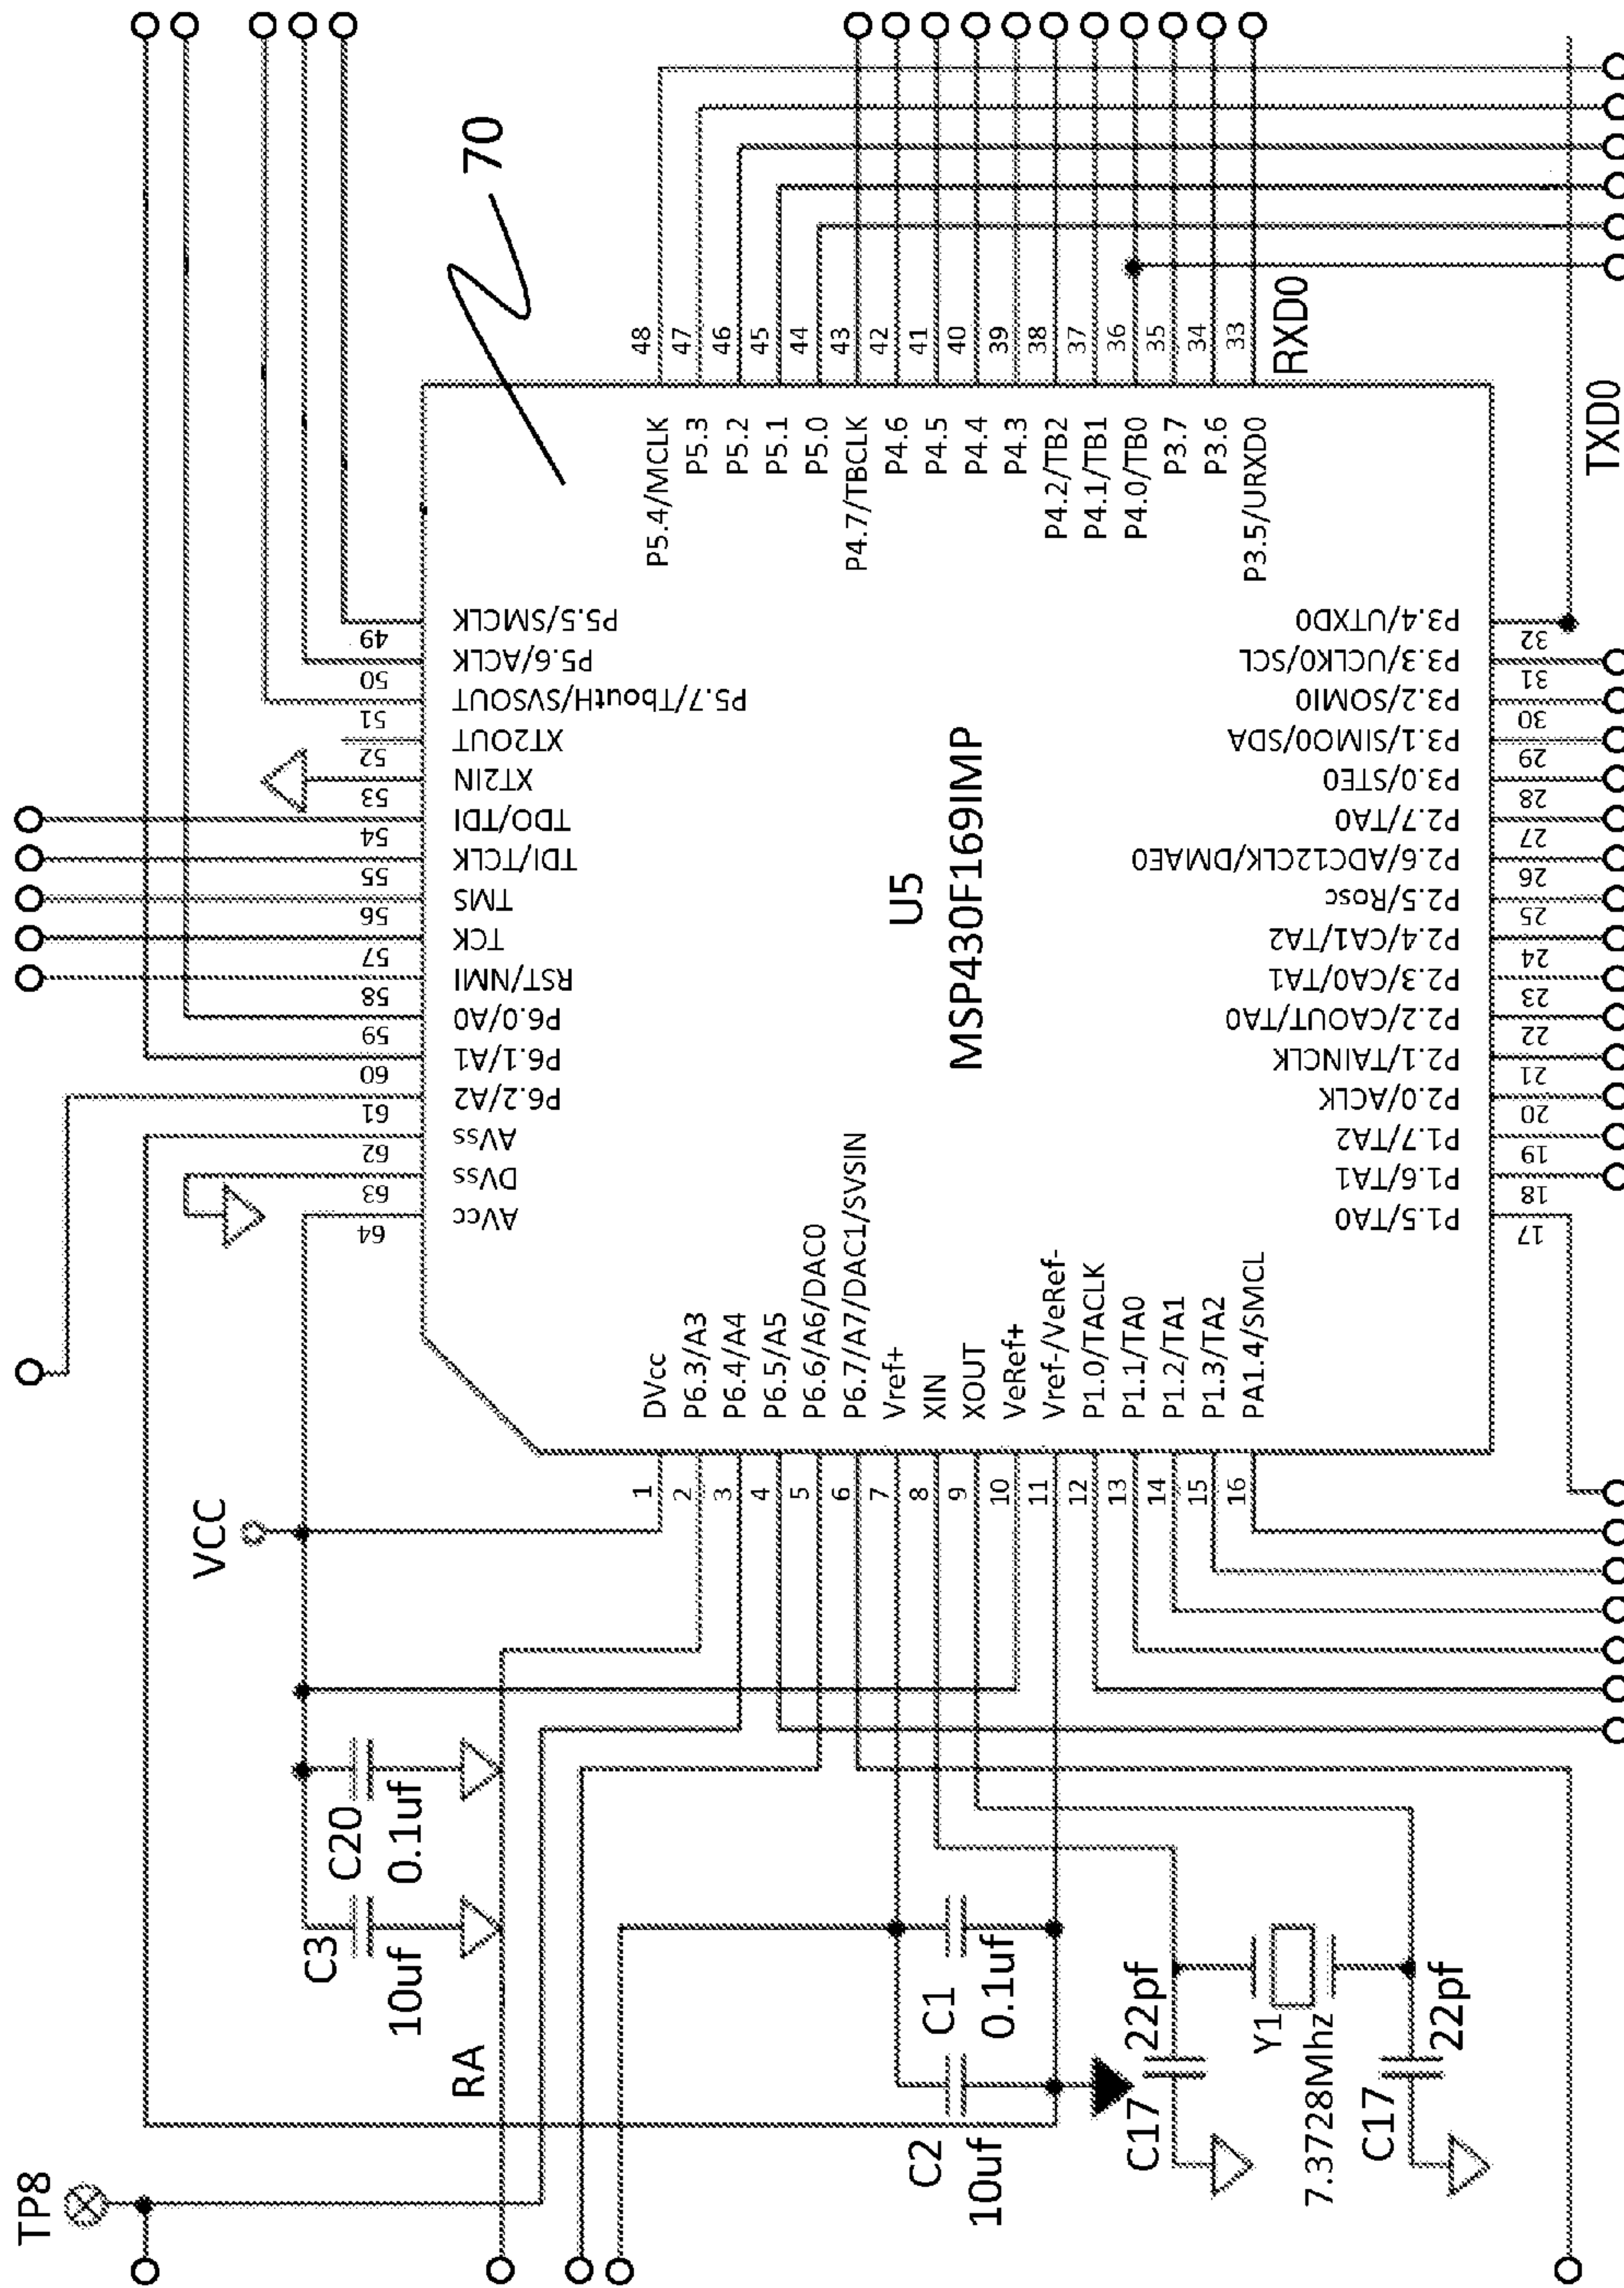 TP8
VCC
C3
10uf
C20
0.1uf
RA
70
64
63
62
61
60
59
58
57
56
55
54
53
52
51
50
49
AVcc
DVss
AVss
P6.2/A2
P6.1/A1
P6.0/A0
RST/NMI
TCK
TMS
TDI/TCLK
TDO/TDI
XT2IN
XT2OUT
P5.7/TboutH/SVSOUT
P5.6/ACLK
P5.5/SMCLK
1 DVcc
2 P6.3/A3
3 P6.4/A4
4 P6.5/A5
5 P6.6/A6/DAC0
6 P6.7/A7/DAC1/SVSIN
7 Vref+
8 XIN
9 XOUT
10 VeRef+
11 Vref-/VeRef-
12 P1.0/TACLK
13 P1.1/TA0
14 P1.2/TA1
15 P1.3/TA2
16 PA1.4/SMCL
U5
MSP430F169IMP
P5.4/MCLK 48
P5.3 47
P5.2 46
P5.1 45
P5.0 44
P4.7/TBCLK 43
P4.6 42
P4.5 41
P4.4 40
P4.3 39
P4.2/TB2 38
P4.1/TB1 37
P4.0/TB0 36
P3.7 35
P3.6 34
P3.5/URXD0 33
RXD0
C2
10uf
C1
0.1uf
C17
22pf
Y1
7.3728Mhz
C17
22pf
P1.5/TA0
P1.6/TA1
P1.7/TA2
P2.0/ACLK
P2.1/TAINCLK
P2.2/CAOUT/TA0
P2.3/CA0/TA1
P2.4/CA1/TA2
P2.5/Rosc
P2.6/ADC12CLK/DMAE0
P2.7/TA0
P3.0/STE0
P3.1/SIMO0/SDA
P3.2/SOMI0
P3.3/UCLK0/SCL
P3.4/UTXD0
17
18
19
20
21
22
23
24
25
26
27
28
29
30
31
32
TXD0